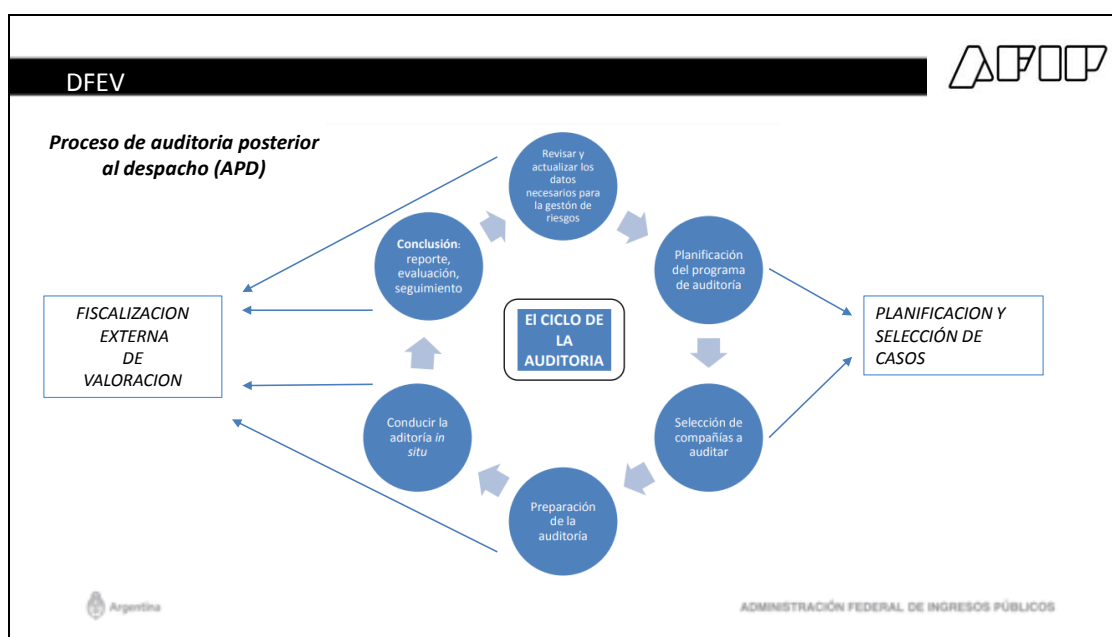 DFEV
AFIP
Proceso de auditoria posterior
al despacho (APD)
Revisar y
actualizar los
datos
necesarios para
la gestión de
riesgos
Planificación
del programa
de auditoría
Selección de
compañías a
auditar
Preparación
de la
auditoría
Conducir la
aditoría in
situ
Conclusión:
reporte,
evaluación,
seguimiento
El CICLO DE
LA
AUDITORIA
FISCALIZACION
EXTERNA
DE
VALORACION
PLANIFICACION Y
SELECCIÓN DE
CASOS
Argentina
ADMINISTRACIÓN FEDERAL DE INGRESOS PÚBLICOS